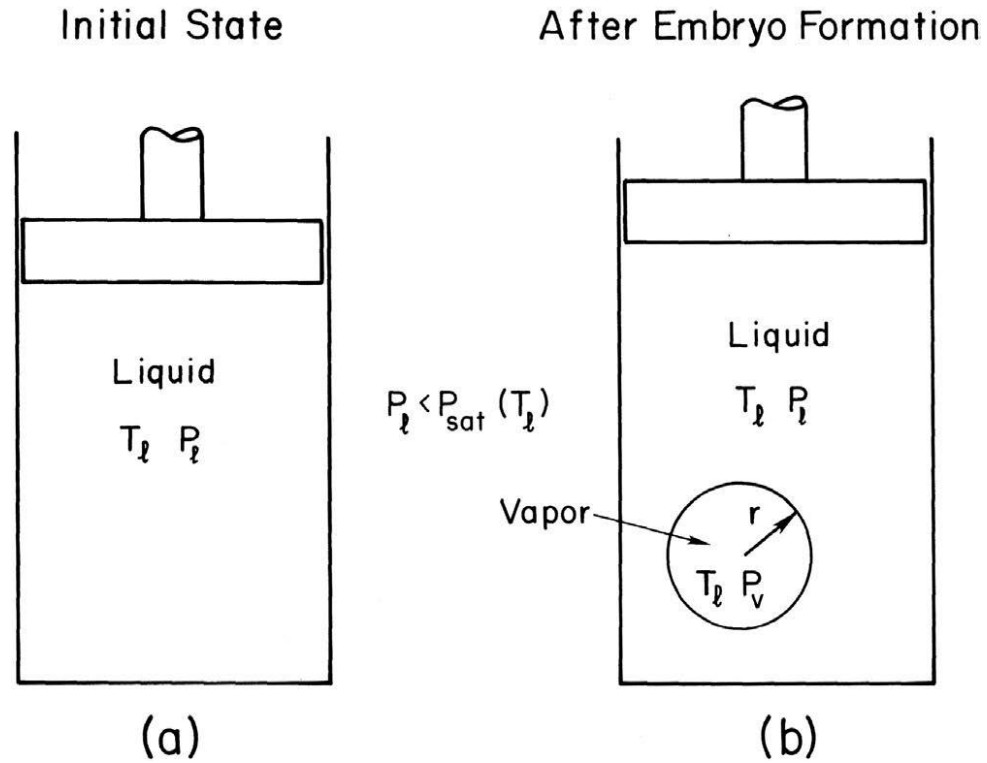 Initial State
After Embryo Formation
Liquid
Tℓ Pℓ
Pℓ < Psat (Tℓ)
Liquid
Tℓ Pℓ
Vapor
r
Tℓ Pv
(a)
(b)